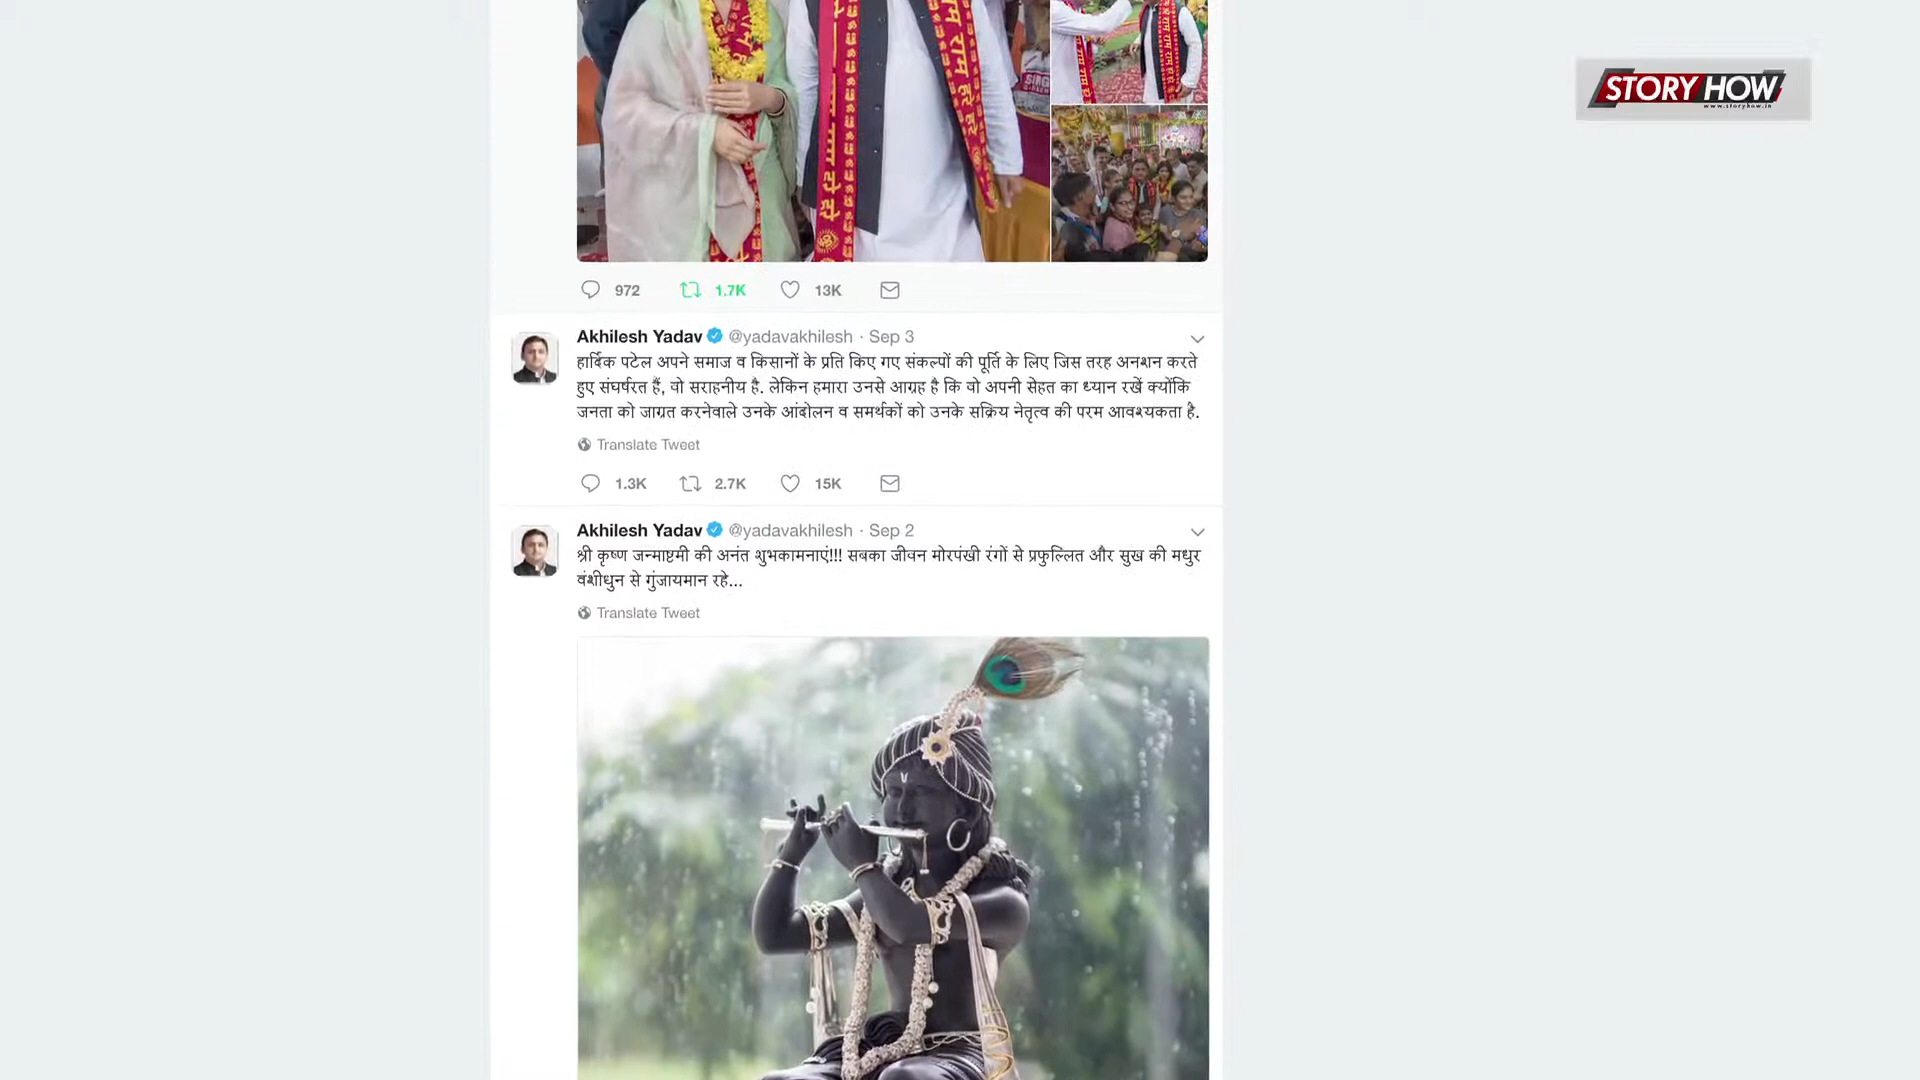 STORY HOW
www.storyhow.in
972 1.7K 13K
Akhilesh Yadav @yadavakhilesh · Sep 3
हार्दिक पटेल अपने समाज व किसानों के प्रति किए गए संकल्पों की पूर्ति के लिए जिस तरह अनशन करते
हुए संघर्षरत हैं, वो सराहनीय है. लेकिन हमारा उनसे आग्रह है कि वो अपनी सेहत का ध्यान रखें क्योंकि
जनता को जाग्रत करनेवाले उनके आंदोलन व समर्थकों को उनके सक्रिय नेतृत्व की परम आवश्यकता है.
Translate Tweet
1.3K 2.7K 15K
Akhilesh Yadav @yadavakhilesh · Sep 2
श्री कृष्ण जन्माष्टमी की अनंत शुभकामनाएं!!! सबका जीवन मोरपंखी रंगों से प्रफुल्लित और सुख की मधुर
वंशीधुन से गुंजायमान रहे...
Translate Tweet